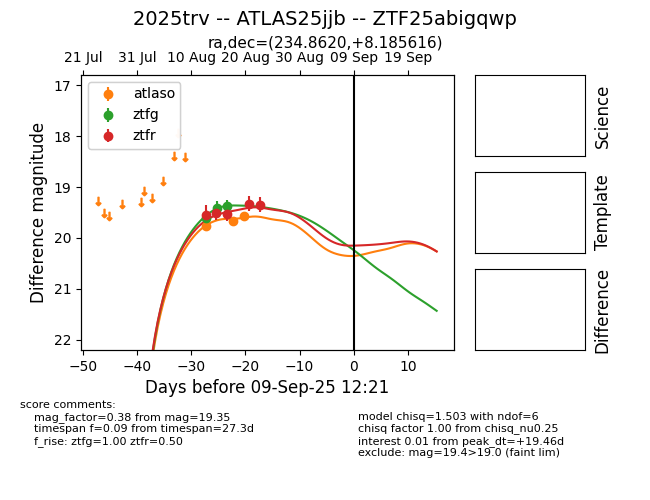 2025trv -- ATLAS25jjb -- ZTF25abigqwp
ra,dec=(234.8620,+8.185616)
21 Jul 31 Jul 10 Aug 20 Aug 30 Aug 09 Sep 19 Sep
atlaso
ztfg
ztfr
17
18
19
20
21
22
Difference magnitude
−50 −40 −30 −20 −10 0 10
Days before 09-Sep-25 12:21
Science
Template
Difference
score comments:
mag_factor=0.38 from mag=19.35
timespan f=0.09 from timespan=27.3d
f_rise: ztfg=1.00 ztfr=0.50
model chisq=1.503 with ndof=6
chisq factor 1.00 from chisq_nu0.25
interest 0.01 from peak_dt=+19.46d
exclude: mag=19.4>19.0 (faint lim)